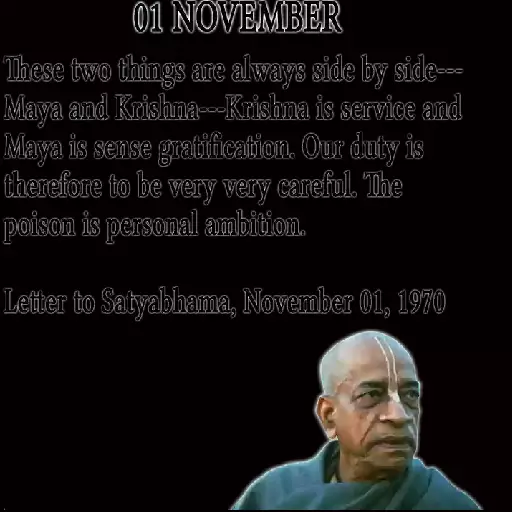 01 NOVEMBER
These two things are always side by side---
Maya and Krishna---Krishna is service and
Maya is sense gratification. Our duty is
therefore to be very very careful. The
poison is personal ambition.
Letter to Satyabhama, November 01, 1970